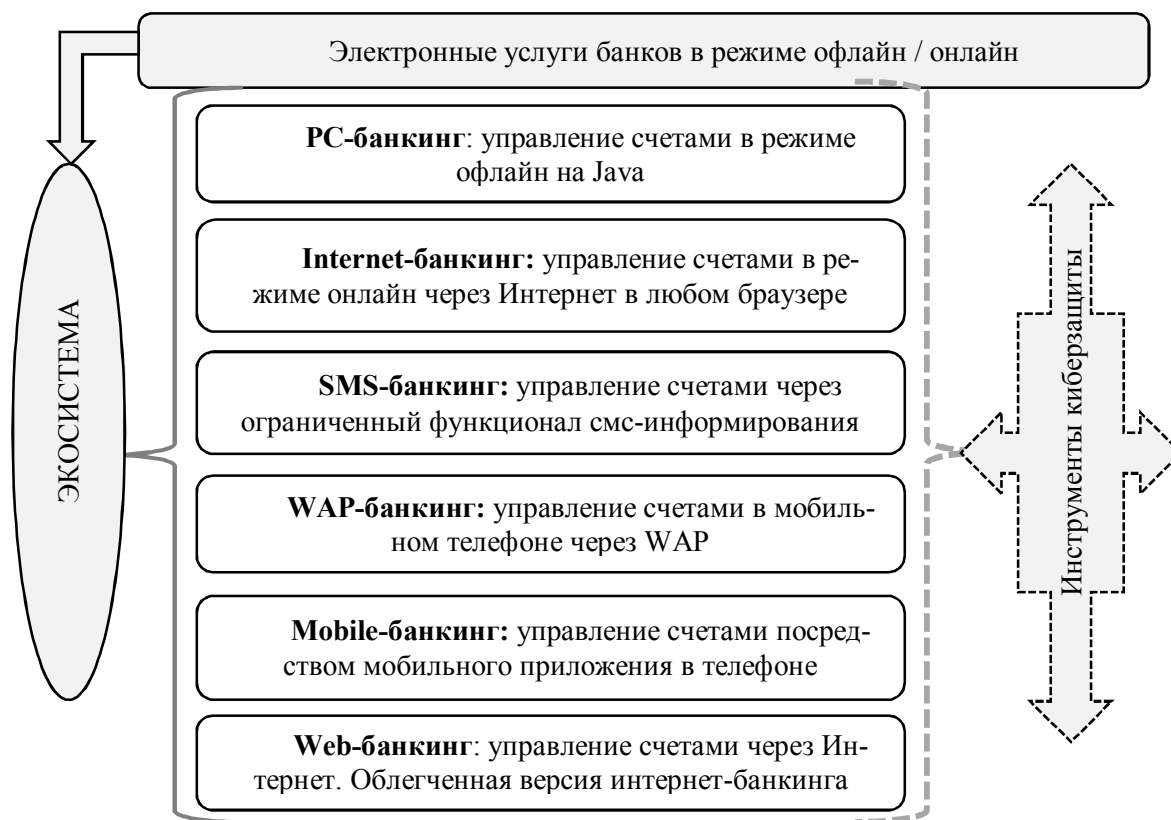 Электронные услуги банков в режиме офлайн / онлайн
PC-банкинг: управление счетами в режиме
офлайн на Java
Internet-банкинг: управление счетами в ре-
жиме онлайн через Интернет в любом браузере
SMS-банкинг: управление счетами через
ограниченный функционал смс-информирования
WAP-банкинг: управление счетами в мобиль-
ном телефоне через WAP
Mobile-банкинг: управление счетами посред-
ством мобильного приложения в телефоне
Web-банкинг: управление счетами через Ин-
тернет. Облегченная версия интернет-банкинга
ЭКОСИСТЕМА
Инструменты киберзащиты